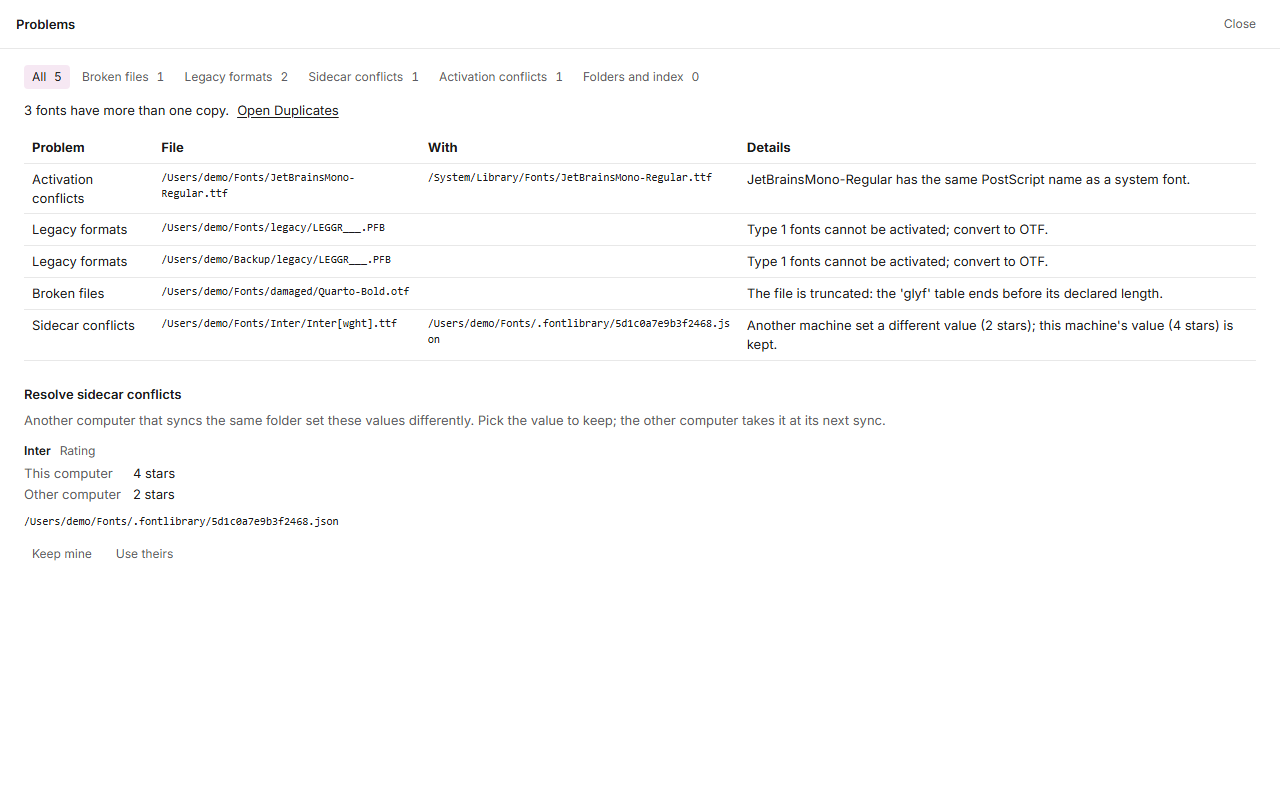 Problems
Close
All 5
Broken files 1
Legacy formats 2
Sidecar conflicts 1
Activation conflicts 1
Folders and index 0
3 fonts have more than one copy. Open Duplicates
Problem File With Details
Activation conflicts /Users/demo/Fonts/JetBrainsMono-Regular.ttf /System/Library/Fonts/JetBrainsMono-Regular.ttf JetBrainsMono-Regular has the same PostScript name as a system font.
Legacy formats /Users/demo/Fonts/legacy/LEGGR___.PFB Type 1 fonts cannot be activated; convert to OTF.
Legacy formats /Users/demo/Backup/legacy/LEGGR___.PFB Type 1 fonts cannot be activated; convert to OTF.
Broken files /Users/demo/Fonts/damaged/Quarto-Bold.otf The file is truncated: the 'glyf' table ends before its declared length.
Sidecar conflicts /Users/demo/Fonts/Inter/Inter[wght].ttf /Users/demo/Fonts/.fontlibrary/5d1c0a7e9b3f2468.json Another machine set a different value (2 stars); this machine's value (4 stars) is kept.
Resolve sidecar conflicts
Another computer that syncs the same folder set these values differently. Pick the value to keep; the other computer takes it at its next sync.
Inter Rating
This computer 4 stars
Other computer 2 stars
/Users/demo/Fonts/.fontlibrary/5d1c0a7e9b3f2468.json
Keep mine Use theirs